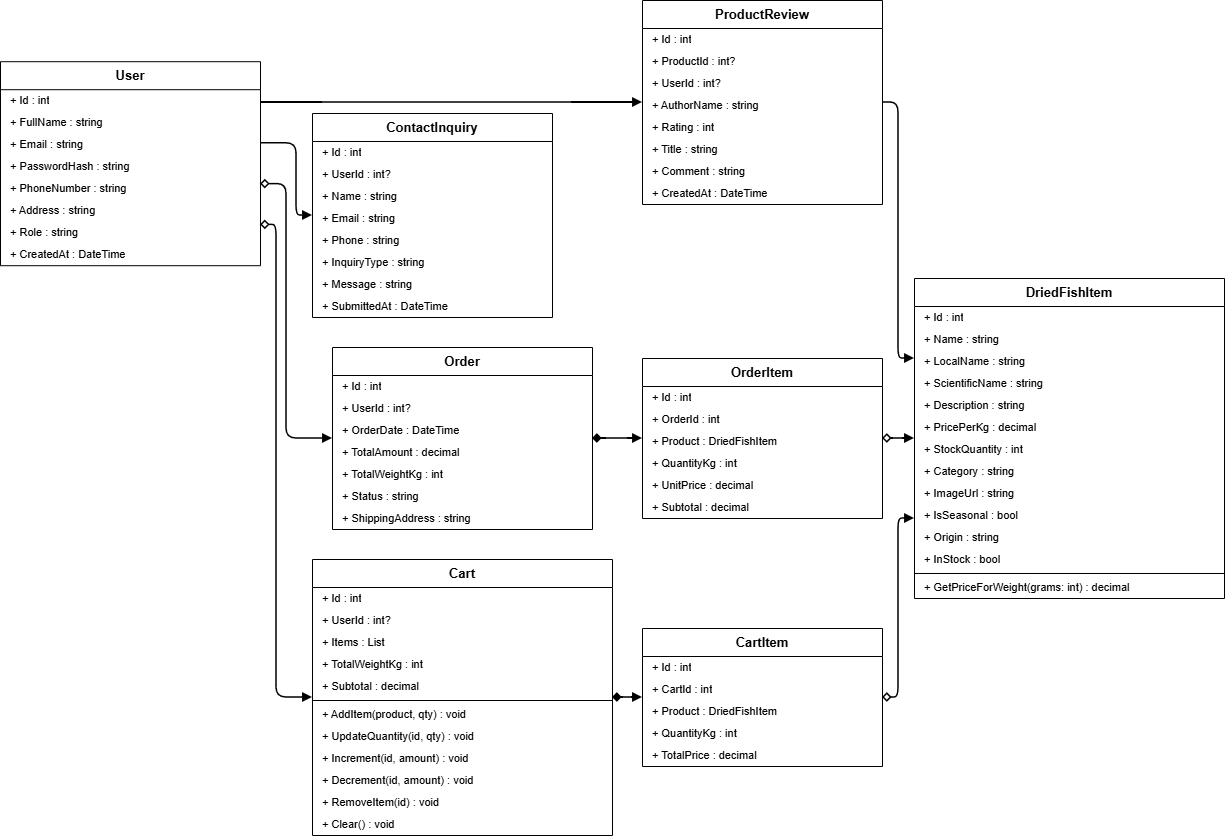 User
+ Id : int
+ FullName : string
+ Email : string
+ PasswordHash : string
+ PhoneNumber : string
+ Address : string
+ Role : string
+ CreatedAt : DateTime
ContactInquiry
+ Id : int
+ UserId : int?
+ Name : string
+ Email : string
+ Phone : string
+ InquiryType : string
+ Message : string
+ SubmittedAt : DateTime
ProductReview
+ Id : int
+ ProductId : int?
+ UserId : int?
+ AuthorName : string
+ Rating : int
+ Title : string
+ Comment : string
+ CreatedAt : DateTime
Order
+ Id : int
+ UserId : int?
+ OrderDate : DateTime
+ TotalAmount : decimal
+ TotalWeightKg : int
+ Status : string
+ ShippingAddress : string
OrderItem
+ Id : int
+ OrderId : int
+ Product : DriedFishItem
+ QuantityKg : int
+ UnitPrice : decimal
+ Subtotal : decimal
DriedFishItem
+ Id : int
+ Name : string
+ LocalName : string
+ ScientificName : string
+ Description : string
+ PricePerKg : decimal
+ StockQuantity : int
+ Category : string
+ ImageUrl : string
+ IsSeasonal : bool
+ Origin : string
+ InStock : bool
+ GetPriceForWeight(grams: int) : decimal
Cart
+ Id : int
+ UserId : int?
+ Items : List
+ TotalWeightKg : int
+ Subtotal : decimal
+ AddItem(product, qty) : void
+ UpdateQuantity(id, qty) : void
+ Increment(id, amount) : void
+ Decrement(id, amount) : void
+ RemoveItem(id) : void
+ Clear() : void
CartItem
+ Id : int
+ CartId : int
+ Product : DriedFishItem
+ QuantityKg : int
+ TotalPrice : decimal